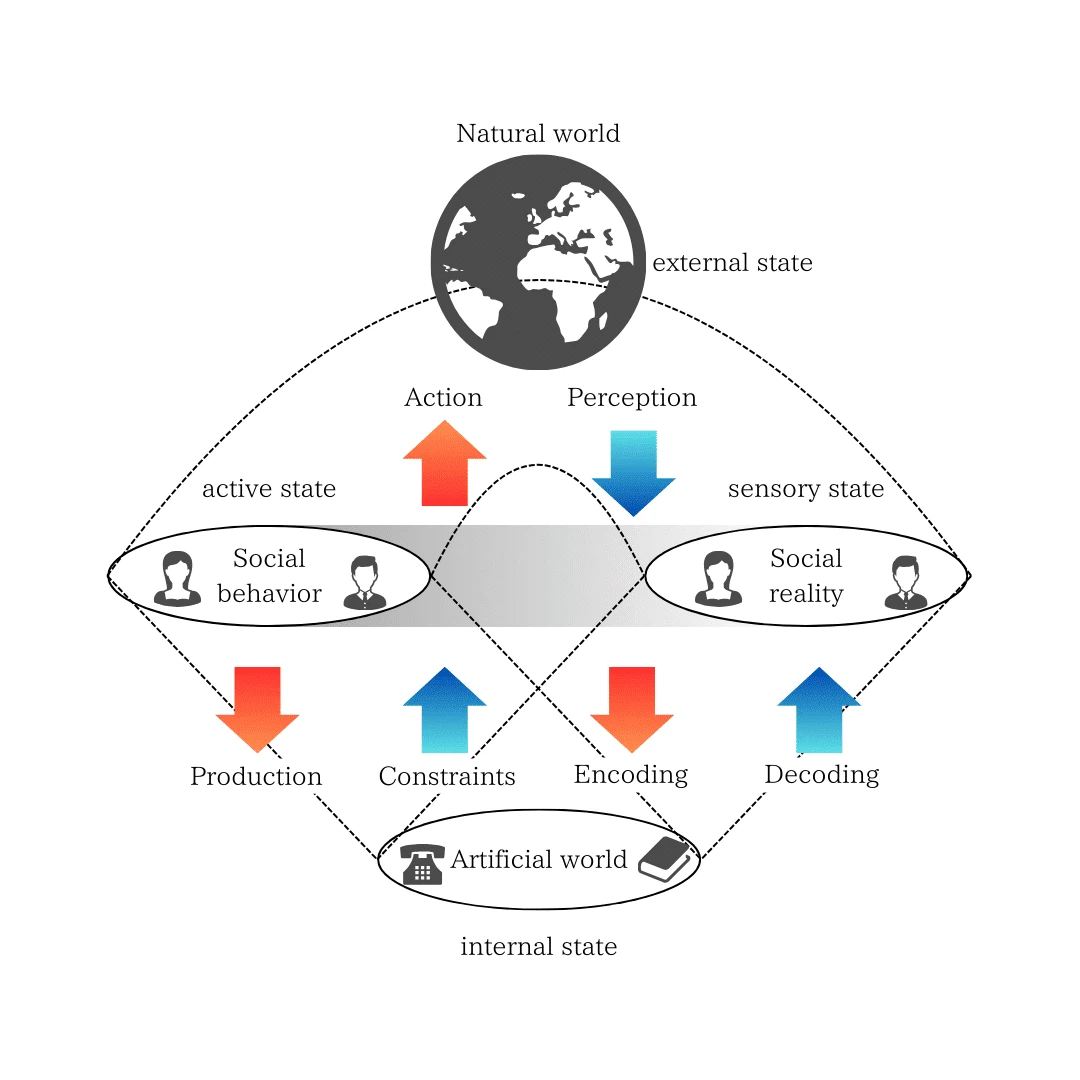 Natural world
external state
Action
Perception
active state
sensory state
Social
behavior
Social
reality
Production
Constraints
Encoding
Decoding
Artificial world
internal state